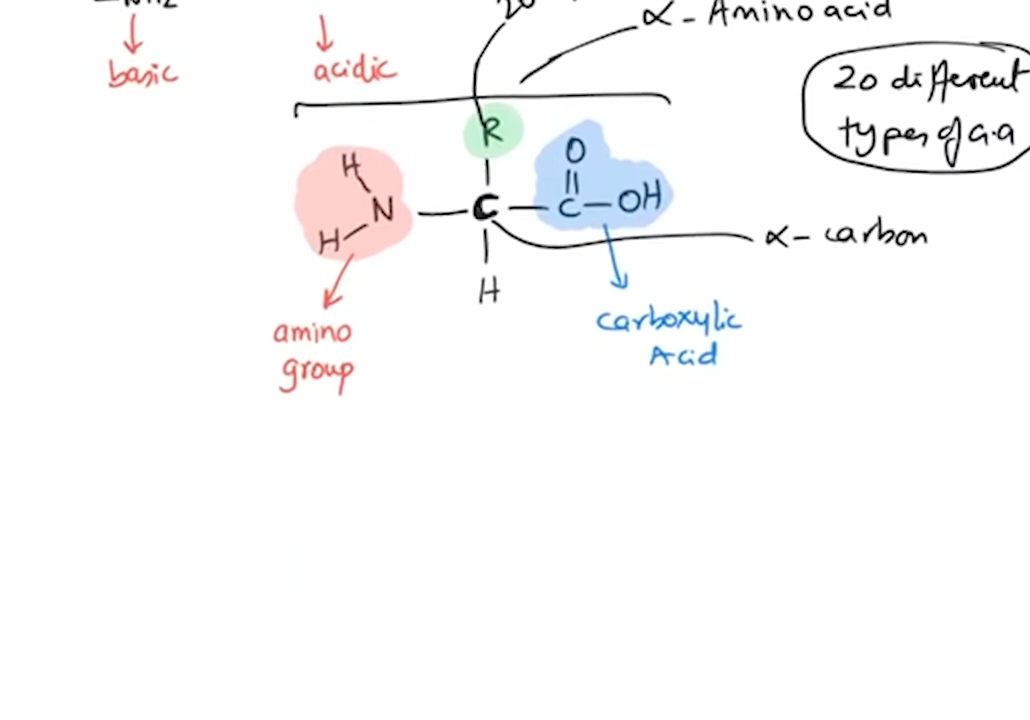 α - Amino acid
basic
acidic
20 different
types of a.a
R
H
O
N
C
C
OH
H
α - carbon
H
amino
group
carboxylic
Acid